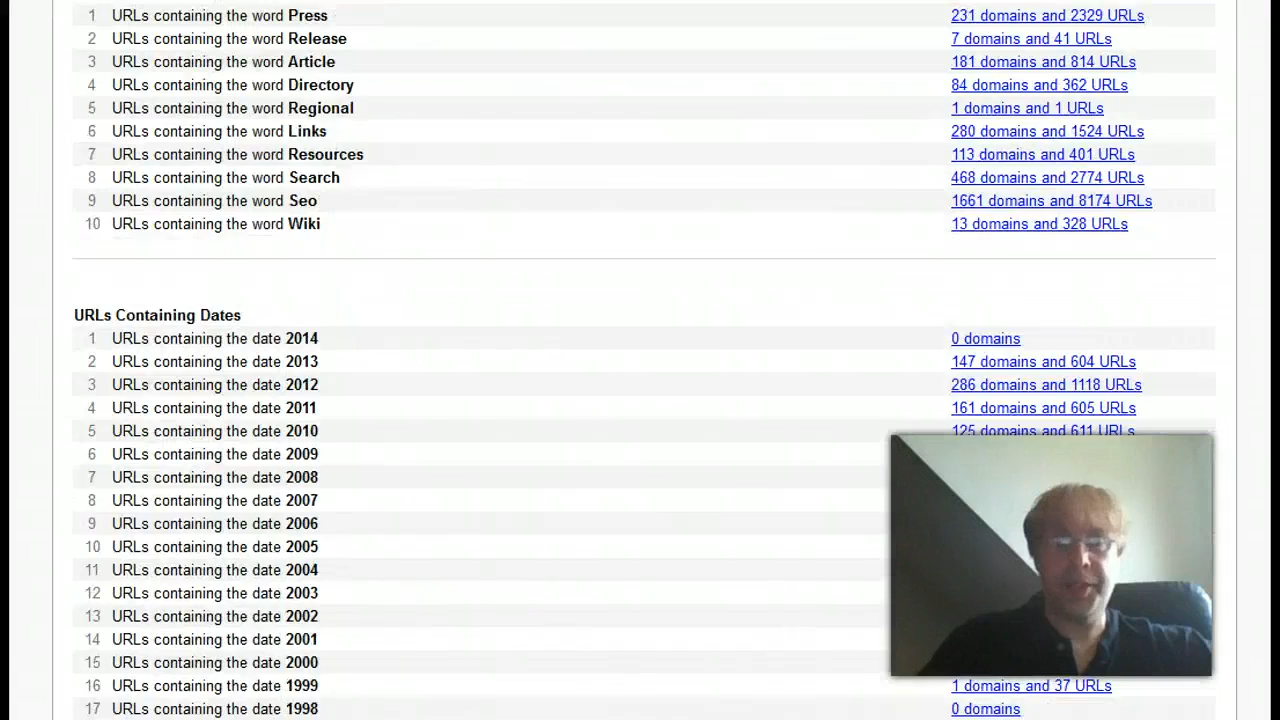 1 URLs containing the word Press 231 domains and 2329 URLs
2 URLs containing the word Release 7 domains and 41 URLs
3 URLs containing the word Article 181 domains and 814 URLs
4 URLs containing the word Directory 84 domains and 362 URLs
5 URLs containing the word Regional 1 domains and 1 URLs
6 URLs containing the word Links 280 domains and 1524 URLs
7 URLs containing the word Resources 113 domains and 401 URLs
8 URLs containing the word Search 468 domains and 2774 URLs
9 URLs containing the word Seo 1661 domains and 8174 URLs
10 URLs containing the word Wiki 13 domains and 328 URLs
URLs Containing Dates
1 URLs containing the date 2014 0 domains
2 URLs containing the date 2013 147 domains and 604 URLs
3 URLs containing the date 2012 286 domains and 1118 URLs
4 URLs containing the date 2011 161 domains and 605 URLs
5 URLs containing the date 2010 125 domains and 611 URLs
6 URLs containing the date 2009
7 URLs containing the date 2008
8 URLs containing the date 2007
9 URLs containing the date 2006
10 URLs containing the date 2005
11 URLs containing the date 2004
12 URLs containing the date 2003
13 URLs containing the date 2002
14 URLs containing the date 2001
15 URLs containing the date 2000
16 URLs containing the date 1999 1 domains and 37 URLs
17 URLs containing the date 1998 0 domains